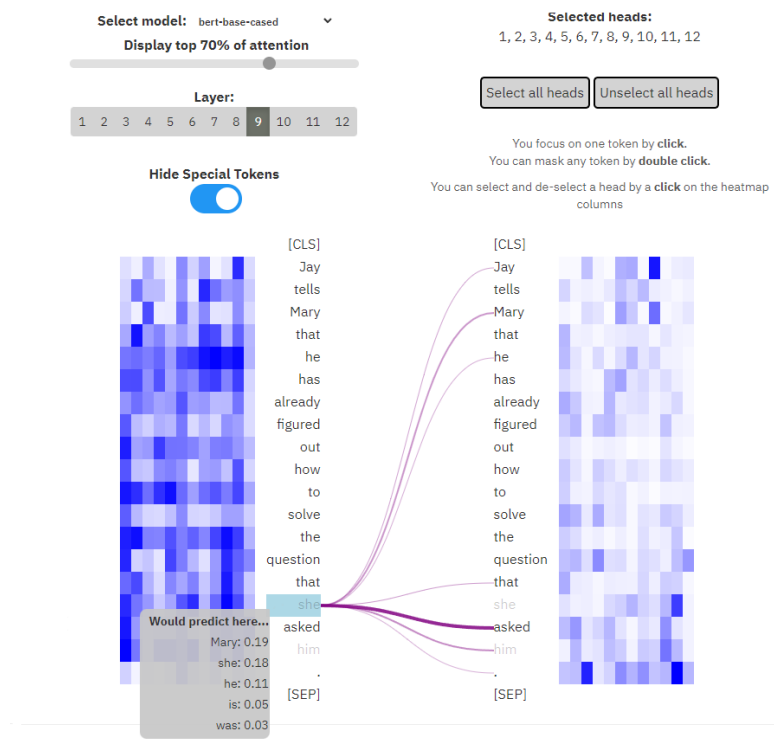 Select model: bert-base-cased
Display top 70% of attention
Layer:
1 2 3 4 5 6 7 8 9 10 11 12
Hide Special Tokens
Selected heads:
1, 2, 3, 4, 5, 6, 7, 8, 9, 10, 11, 12
Select all heads Unselect all heads
You focus on one token by click.
You can mask any token by double click.
You can select and de-select a head by a click on the heatmap
columns
[CLS] [CLS]
Jay Jay
tells tells
Mary Mary
that that
he he
has has
already already
figured figured
out out
how how
to to
solve solve
the the
question question
that that
she she
asked asked
him him
. .
[SEP] [SEP]
Would predict here...
Mary: 0.19
she: 0.18
he: 0.11
is: 0.05
was: 0.03